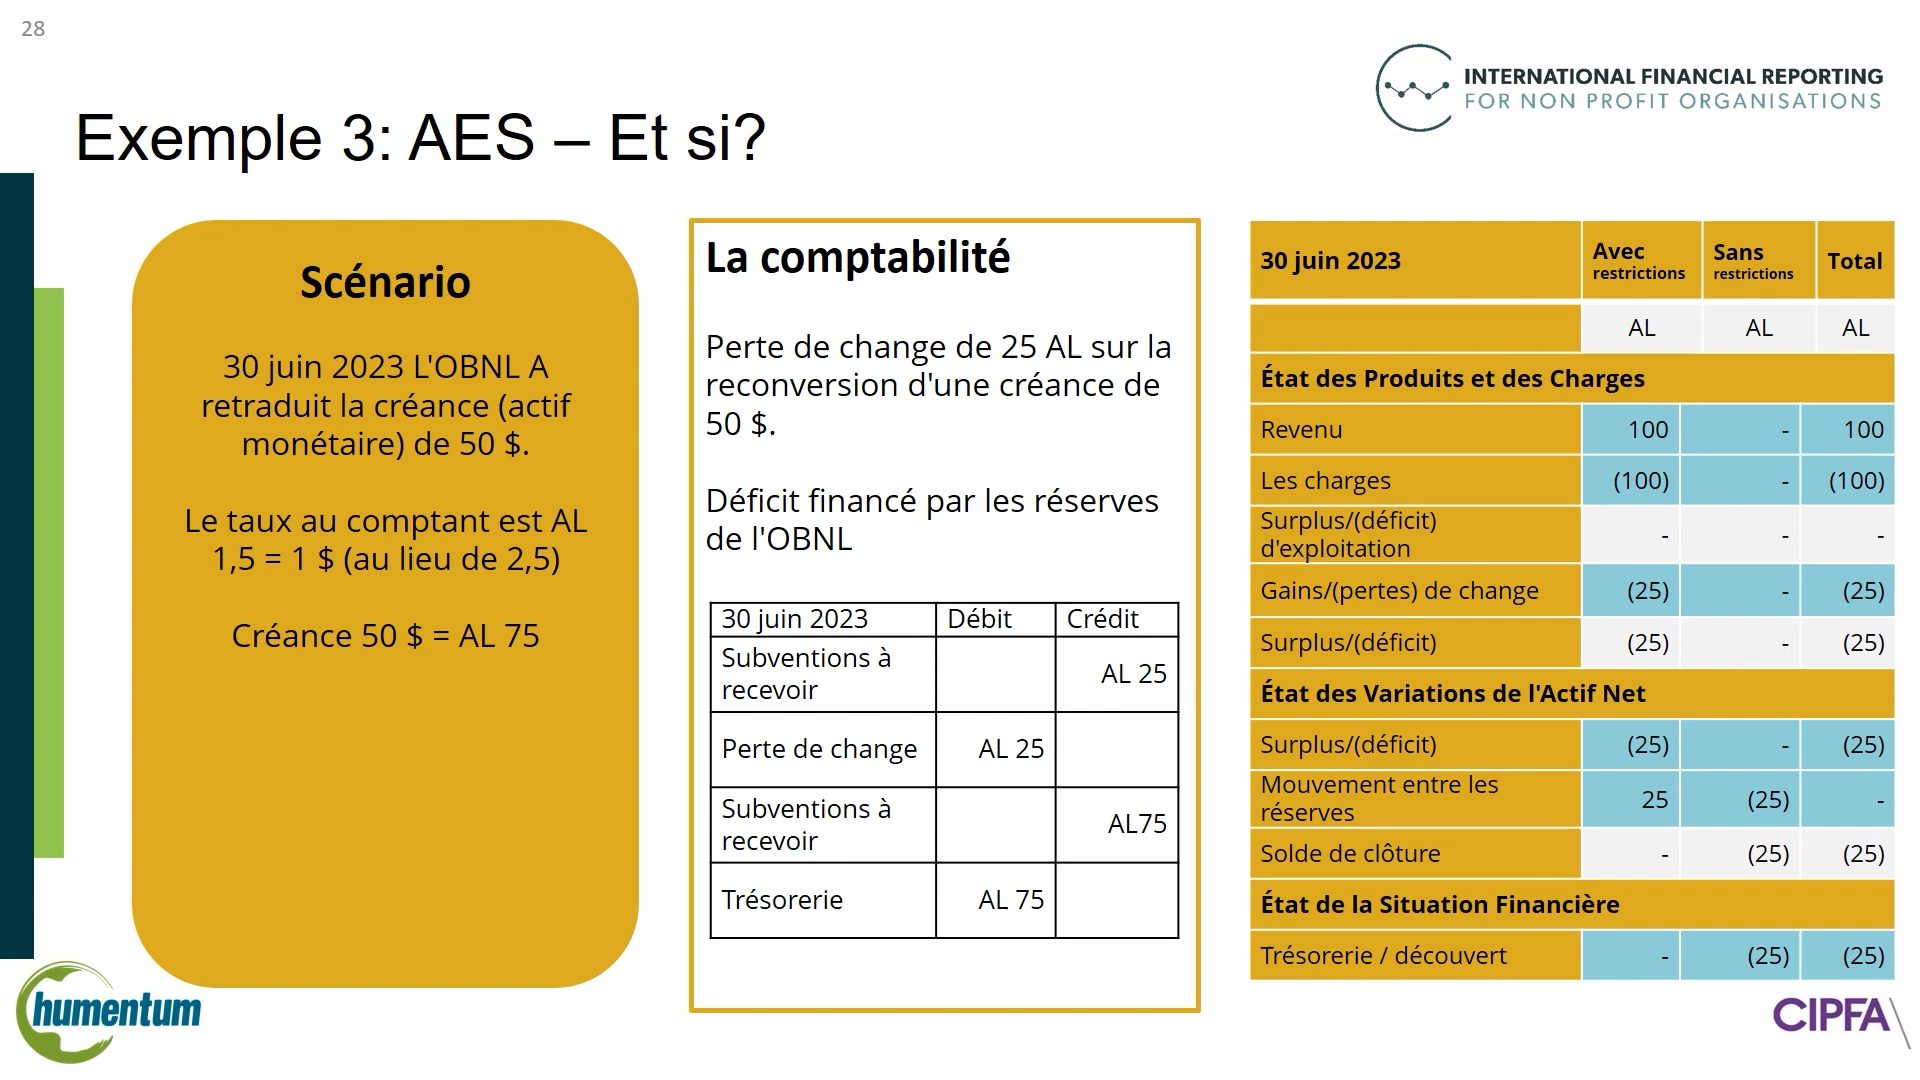 28
INTERNATIONAL FINANCIAL REPORTING
FOR NON PROFIT ORGANISATIONS
Exemple 3: AES – Et si?
Scénario
30 juin 2023 L'OBNL A
retraduit la créance (actif
monétaire) de 50 $.
Le taux au comptant est AL
1,5 = 1 $ (au lieu de 2,5)
Créance 50 $ = AL 75
La comptabilité
Perte de change de 25 AL sur la
reconversion d'une créance de
50 $.
Déficit financé par les réserves
de l'OBNL
30 juin 2023 Débit Crédit
Subventions à
recevoir AL 25
Perte de change AL 25
Subventions à
recevoir AL75
Trésorerie AL 75
30 juin 2023 Avec restrictions Sans restrictions Total
AL AL AL
État des Produits et des Charges
Revenu 100 - 100
Les charges (100) - (100)
Surplus/(déficit)
d'exploitation - - -
Gains/(pertes) de change (25) - (25)
Surplus/(déficit) (25) - (25)
État des Variations de l'Actif Net
Surplus/(déficit) (25) - (25)
Mouvement entre les
réserves 25 (25) -
Solde de clôture - (25) (25)
État de la Situation Financière
Trésorerie / découvert - (25) (25)
humentum
CIPFA